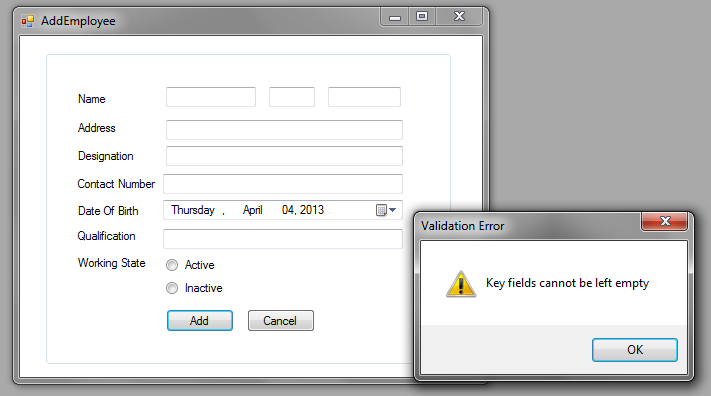 AddEmployee
Name
Address
Designation
Contact Number
Date Of Birth Thursday , April 04, 2013
Qualification
Working State Active
Inactive
Add Cancel
Validation Error
Key fields cannot be left empty
OK